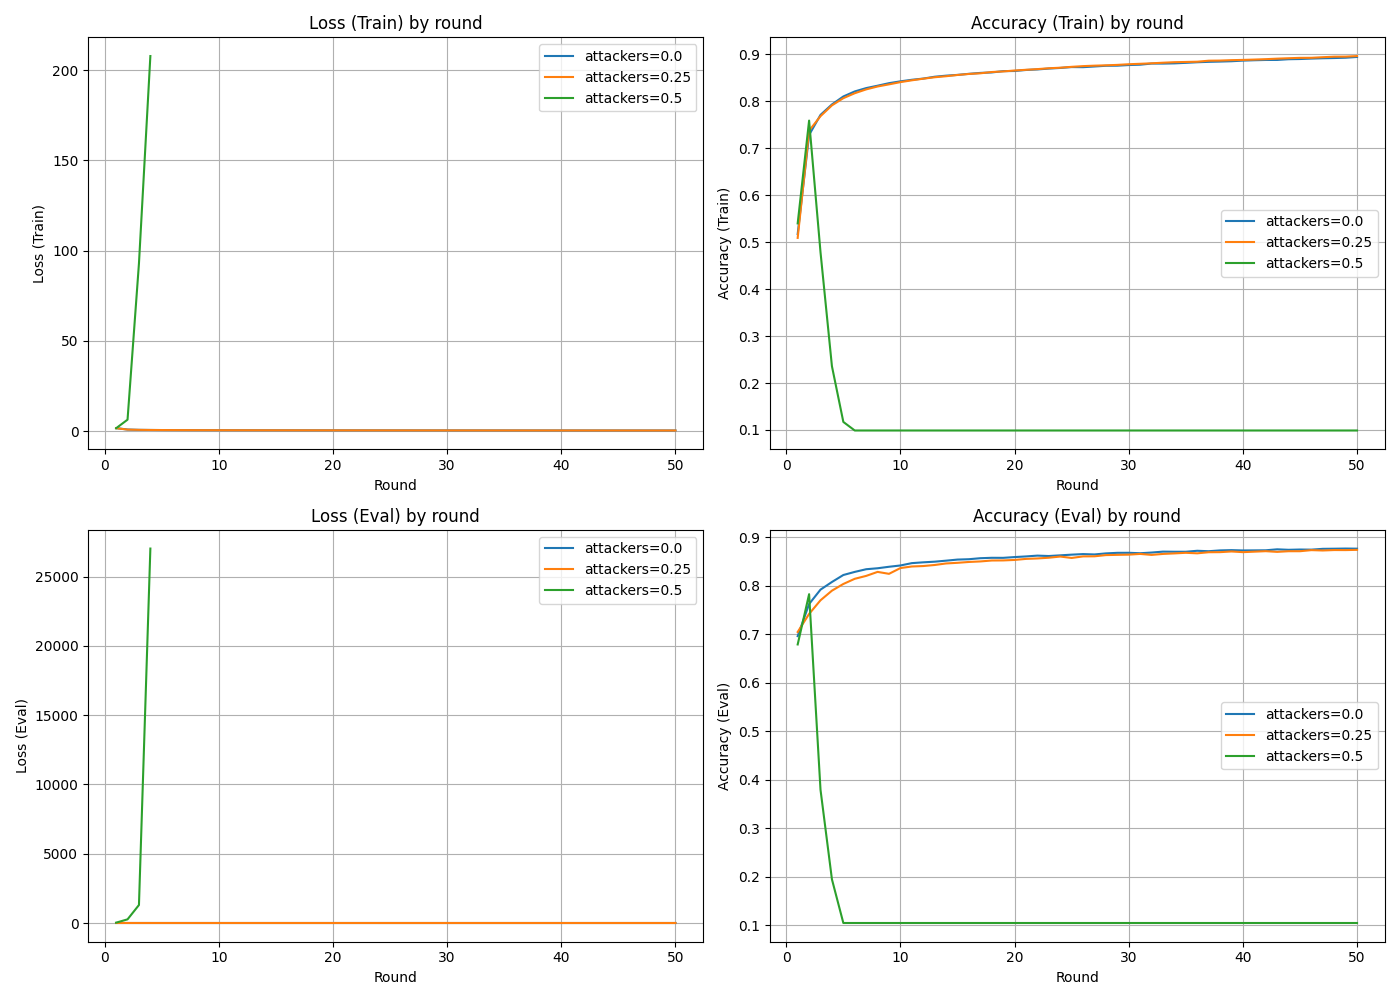 Loss (Train) by round
Loss (Train)
200
150
100
50
0
0 10 20 30 40 50
Round
attackers=0.0
attackers=0.25
attackers=0.5
Accuracy (Train) by round
Accuracy (Train)
0.9
0.8
0.7
0.6
0.5
0.4
0.3
0.2
0.1
0 10 20 30 40 50
Round
attackers=0.0
attackers=0.25
attackers=0.5
Loss (Eval) by round
Loss (Eval)
25000
20000
15000
10000
5000
0
0 10 20 30 40 50
Round
attackers=0.0
attackers=0.25
attackers=0.5
Accuracy (Eval) by round
Accuracy (Eval)
0.9
0.8
0.7
0.6
0.5
0.4
0.3
0.2
0.1
0 10 20 30 40 50
Round
attackers=0.0
attackers=0.25
attackers=0.5